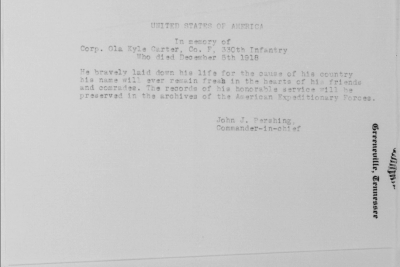 UNITED STATES OF AMERICA
In memory of
Corp. Ola Kyle Carter, Co. F, 330th Infantry
Who died December 5th 1918
He bravely laid down his life for the cause of his country
his name will ever remain fresh in the hearts of his friends
and comrades. The records of his honorable service will be
preserved in the archives of the American Expeditionary Forces.
John J. Pershing,
Commander-in-chief
Greeneville, Tennessee